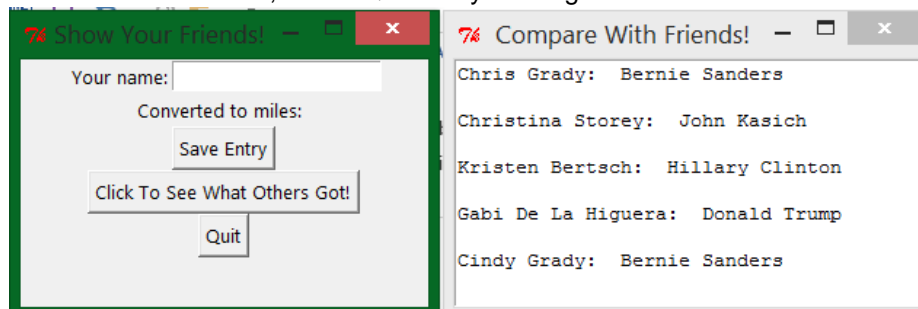 Show Your Friends!
Your name:
Converted to miles:
Save Entry
Click To See What Others Got!
Quit
Compare With Friends!
Chris Grady: Bernie Sanders
Christina Storey: John Kasich
Kristen Bertsch: Hillary Clinton
Gabi De La Higuera: Donald Trump
Cindy Grady: Bernie Sanders